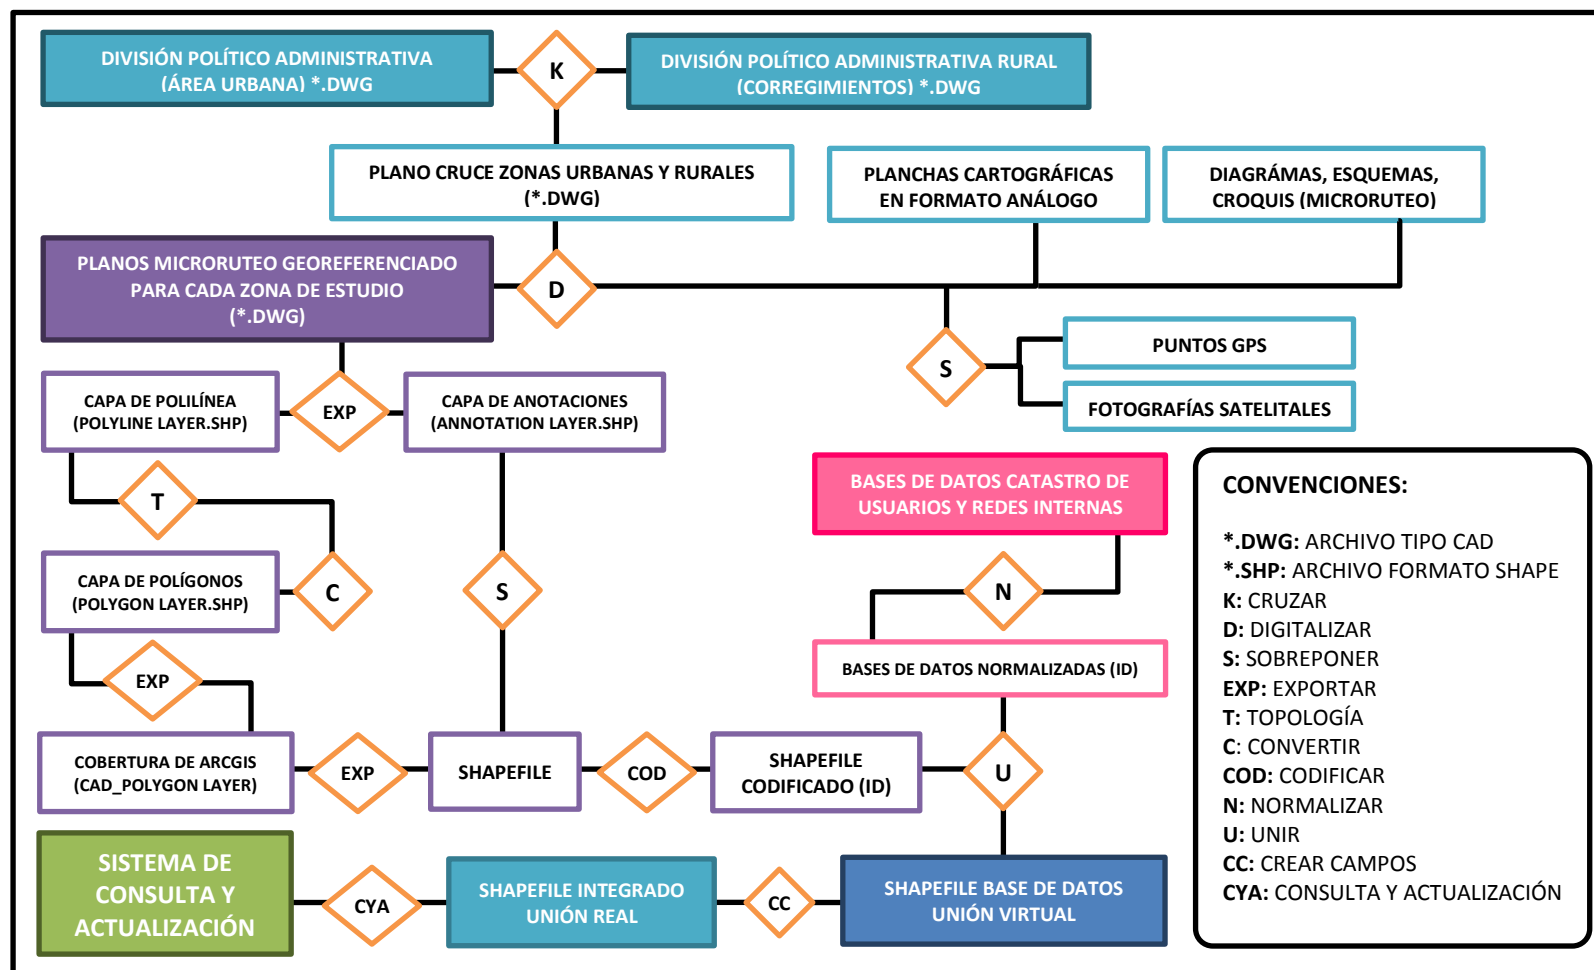 DIVISIÓN POLÍTICO ADMINISTRATIVA
(ÁREA URBANA) *.DWG
K
DIVISIÓN POLÍTICO ADMINISTRATIVA RURAL
(CORREGIMIENTOS) *.DWG
PLANO CRUCE ZONAS URBANAS Y RURALES
(*.DWG)
PLANCHAS CARTOGRÁFICAS
EN FORMATO ANÁLOGO
DIAGRÁMAS, ESQUEMAS,
CROQUIS (MICRORUTEO)
PLANOS MICRORUTEO GEOREFERENCIADO
PARA CADA ZONA DE ESTUDIO
(*.DWG)
D
S
PUNTOS GPS
FOTOGRAFÍAS SATELITALES
CAPA DE POLILÍNEA
(POLYLINE LAYER.SHP)
EXP
CAPA DE ANOTACIONES
(ANNOTATION LAYER.SHP)
T
BASES DE DATOS CATASTRO DE
USUARIOS Y REDES INTERNAS
CAPA DE POLÍGONOS
(POLYGON LAYER.SHP)
C
S
N
EXP
BASES DE DATOS NORMALIZADAS (ID)
COBERTURA DE ARCGIS
(CAD_POLYGON LAYER)
EXP
SHAPEFILE
COD
SHAPEFILE
CODIFICADO (ID)
U
SISTEMA DE
CONSULTA Y
ACTUALIZACIÓN
CYA
SHAPEFILE INTEGRADO
UNIÓN REAL
CC
SHAPEFILE BASE DE DATOS
UNIÓN VIRTUAL
CONVENCIONES:
*.DWG: ARCHIVO TIPO CAD
*.SHP: ARCHIVO FORMATO SHAPE
K: CRUZAR
D: DIGITALIZAR
S: SOBREPONER
EXP: EXPORTAR
T: TOPOLOGÍA
C: CONVERTIR
COD: CODIFICAR
N: NORMALIZAR
U: UNIR
CC: CREAR CAMPOS
CYA: CONSULTA Y ACTUALIZACIÓN